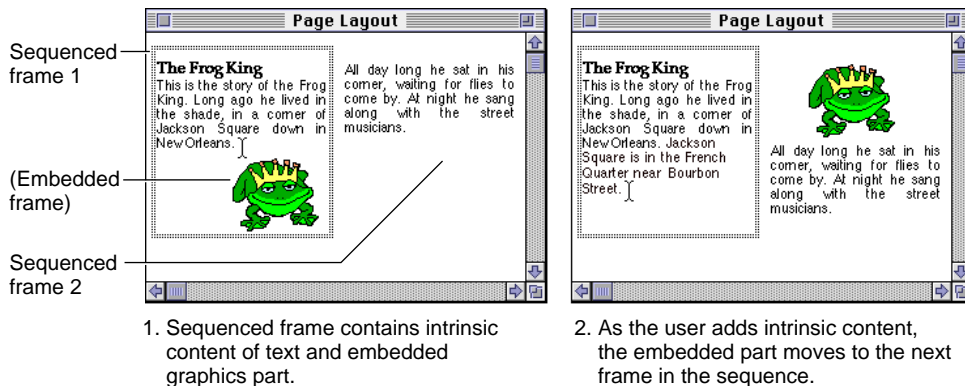 Page Layout
Sequenced
frame 1
The Frog King
This is the story of the Frog
King. Long ago he lived in
the shade, in a corner of
Jackson Square down in
New Orleans.
All day long he sat in his
corner, waiting for flies to
come by. At night he sang
along with the street
musicians.
(Embedded
frame)
Sequenced
frame 2
1. Sequenced frame contains intrinsic
content of text and embedded
graphics part.
Page Layout
The Frog King
This is the story of the Frog
King. Long ago he lived in
the shade, in a corner of
Jackson Square down in
New Orleans. Jackson
Square is in the French
Quarter near Bourbon
Street.
All day long he sat in his
corner, waiting for flies to
come by. At night he sang
along with the street
musicians.
2. As the user adds intrinsic content,
the embedded part moves to the next
frame in the sequence.